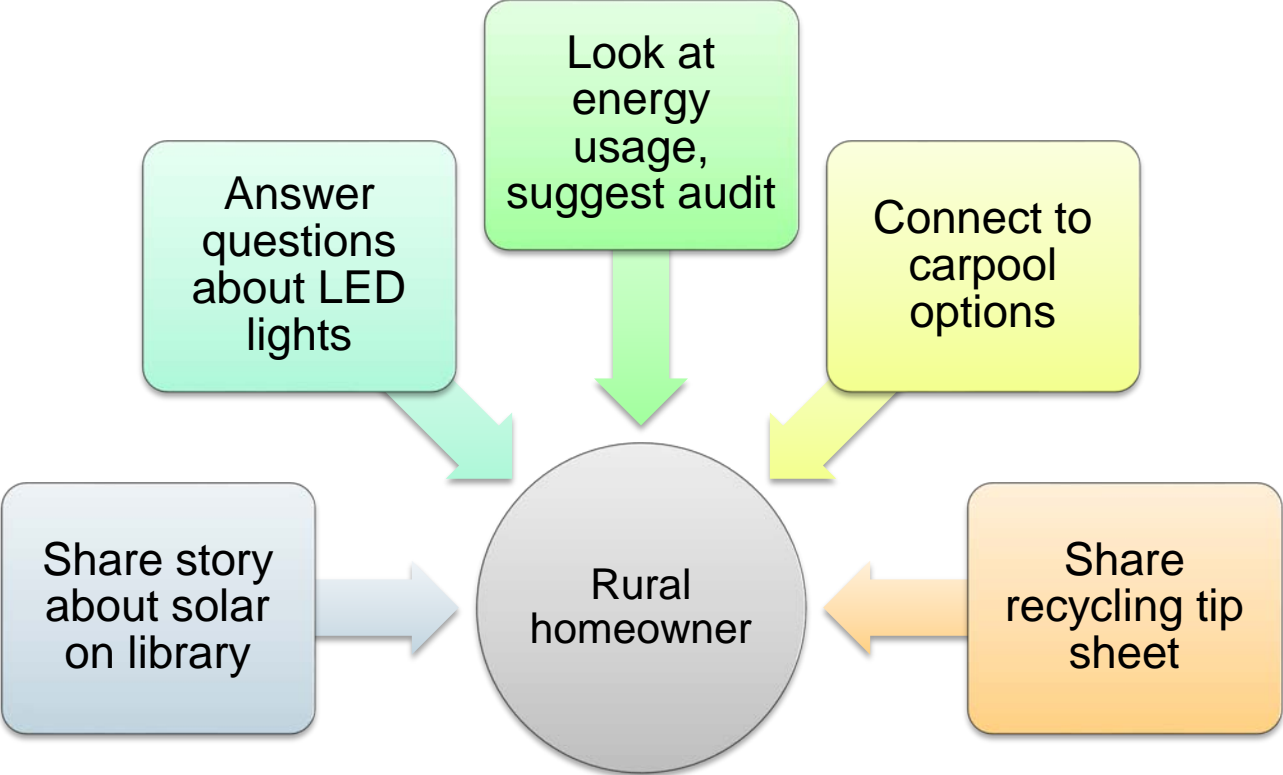 Look at
energy
usage,
suggest audit
Answer
questions
about LED
lights
Connect to
carpool
options
Share story
about solar
on library
Rural
homeowner
Share
recycling tip
sheet